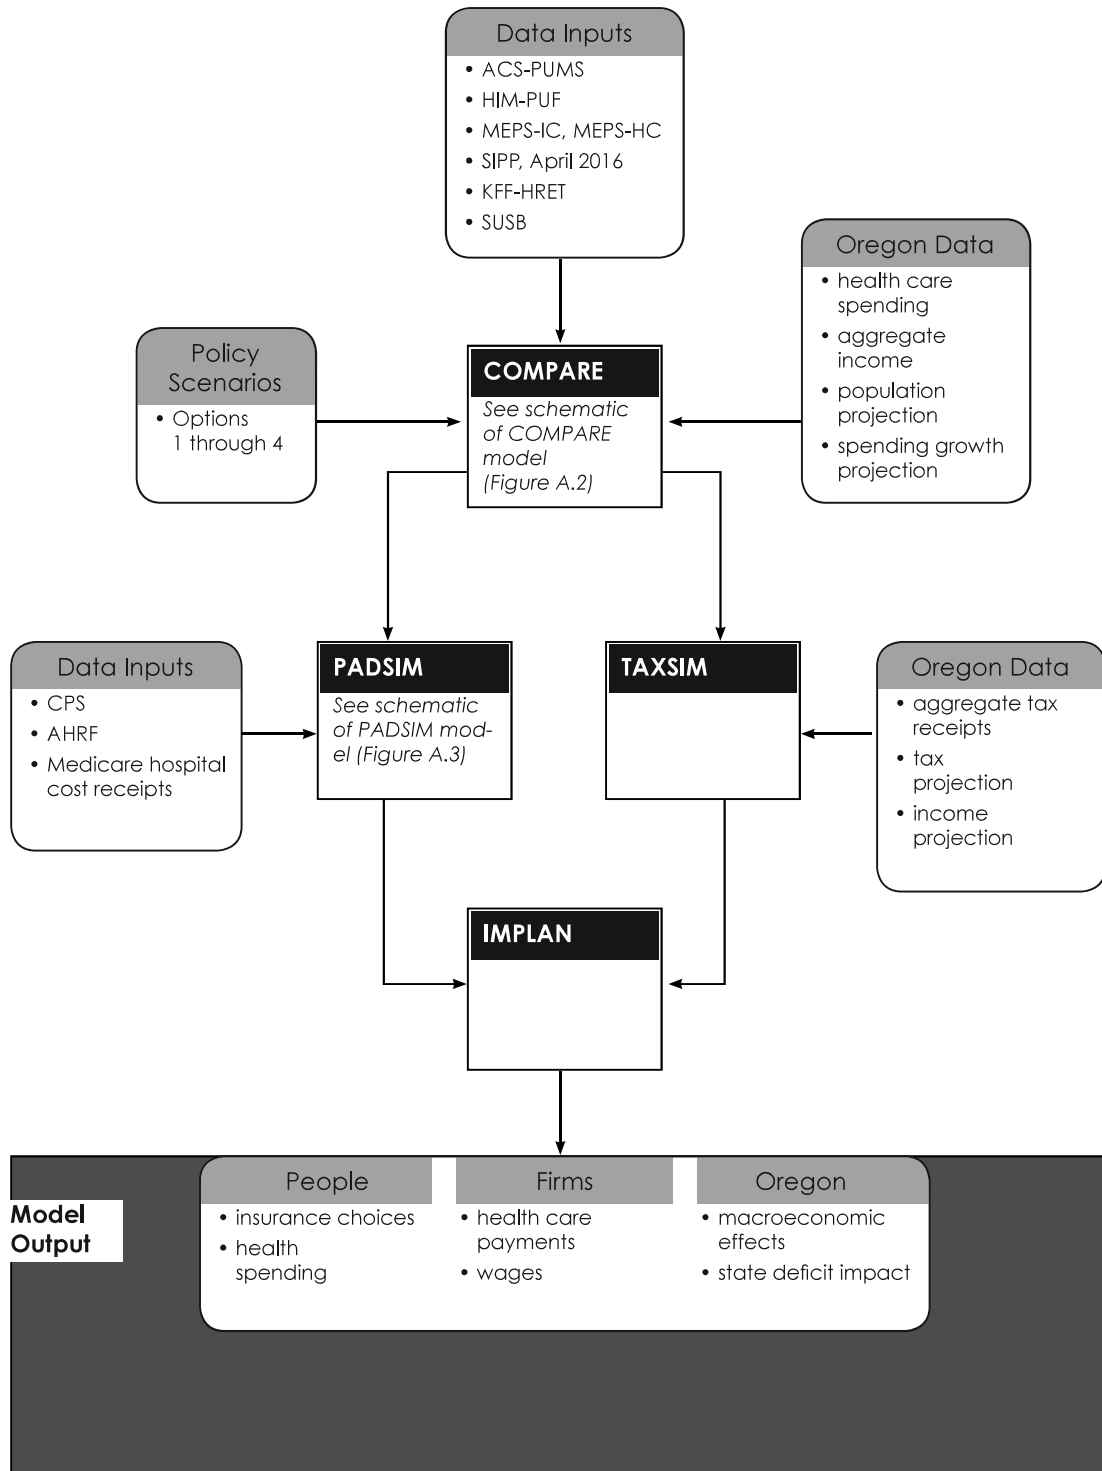 Data Inputs
• ACS-PUMS
• HIM-PUF
• MEPS-IC, MEPS-HC
• SIPP, April 2016
• KFF-HRET
• SUSB
Oregon Data
• health care
spending
• aggregate
income
• population
projection
• spending growth
projection
Policy
Scenarios
• Options
1 through 4
COMPARE
See schematic
of COMPARE
model
(Figure A.2)
Data Inputs
• CPS
• AHRF
• Medicare hospital
cost receipts
PADSIM
See schematic
of PADSIM mod-
el (Figure A.3)
TAXSIM
Oregon Data
• aggregate tax
receipts
• tax
projection
• income
projection
IMPLAN
Model
Output
People
• insurance choices
• health
spending
Firms
• health care
payments
• wages
Oregon
• macroeconomic
effects
• state deficit impact